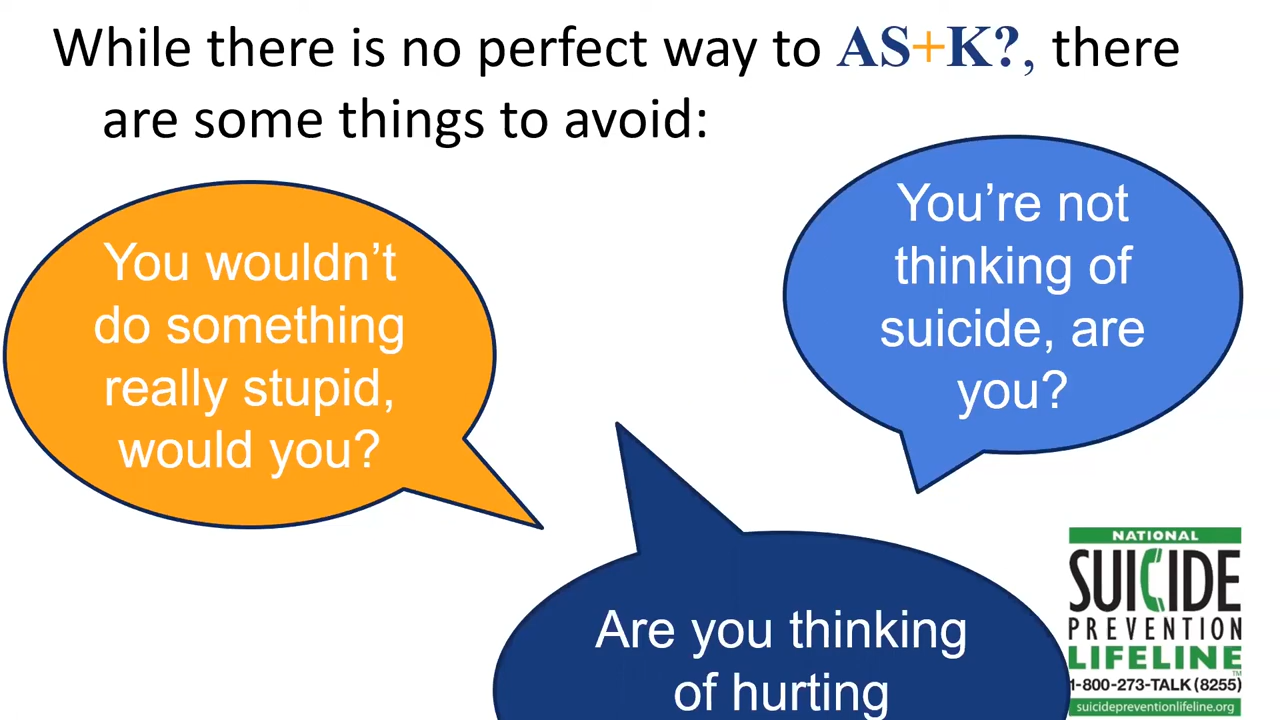 While there is no perfect way to AS+K?, there
are some things to avoid:
You wouldn’t
do something
really stupid,
would you?
You’re not
thinking of
suicide, are
you?
Are you thinking
of hurting
NATIONAL
SUICIDE
PREVENTION
LIFELINE™
1-800-273-TALK (8255)
suicidepreventionlifeline.org